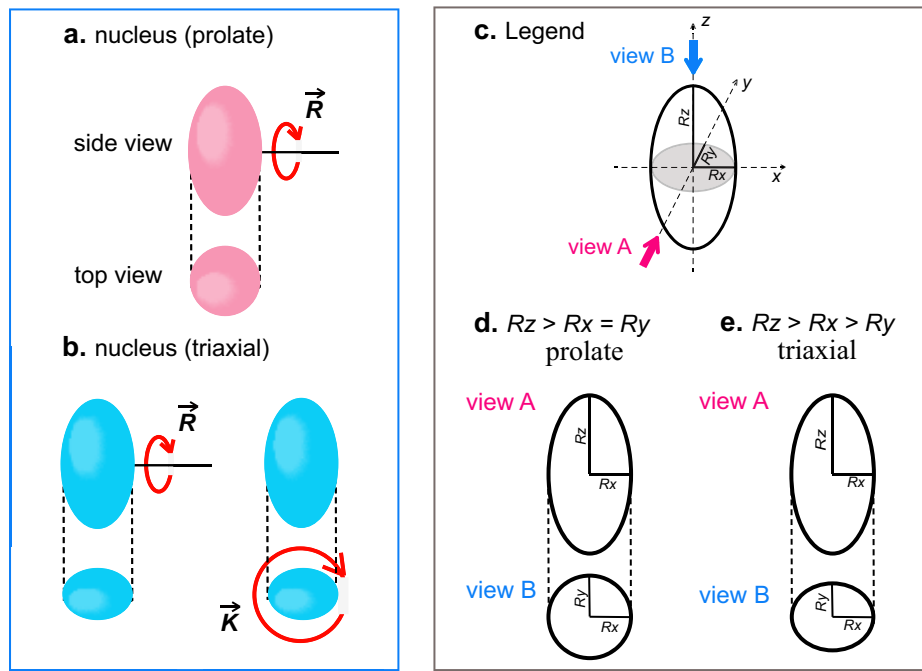 a. nucleus (prolate)
side view
R
top view
b. nucleus (triaxial)
R
K
c. Legend
z
view B
y
Rz
Ry
Rx
x
view A
d. Rz > Rx = Ry
prolate
view A
Rz
Rx
view B
Ry
Rx
e. Rz > Rx > Ry
triaxial
view A
Rz
Rx
view B
Ry
Rx